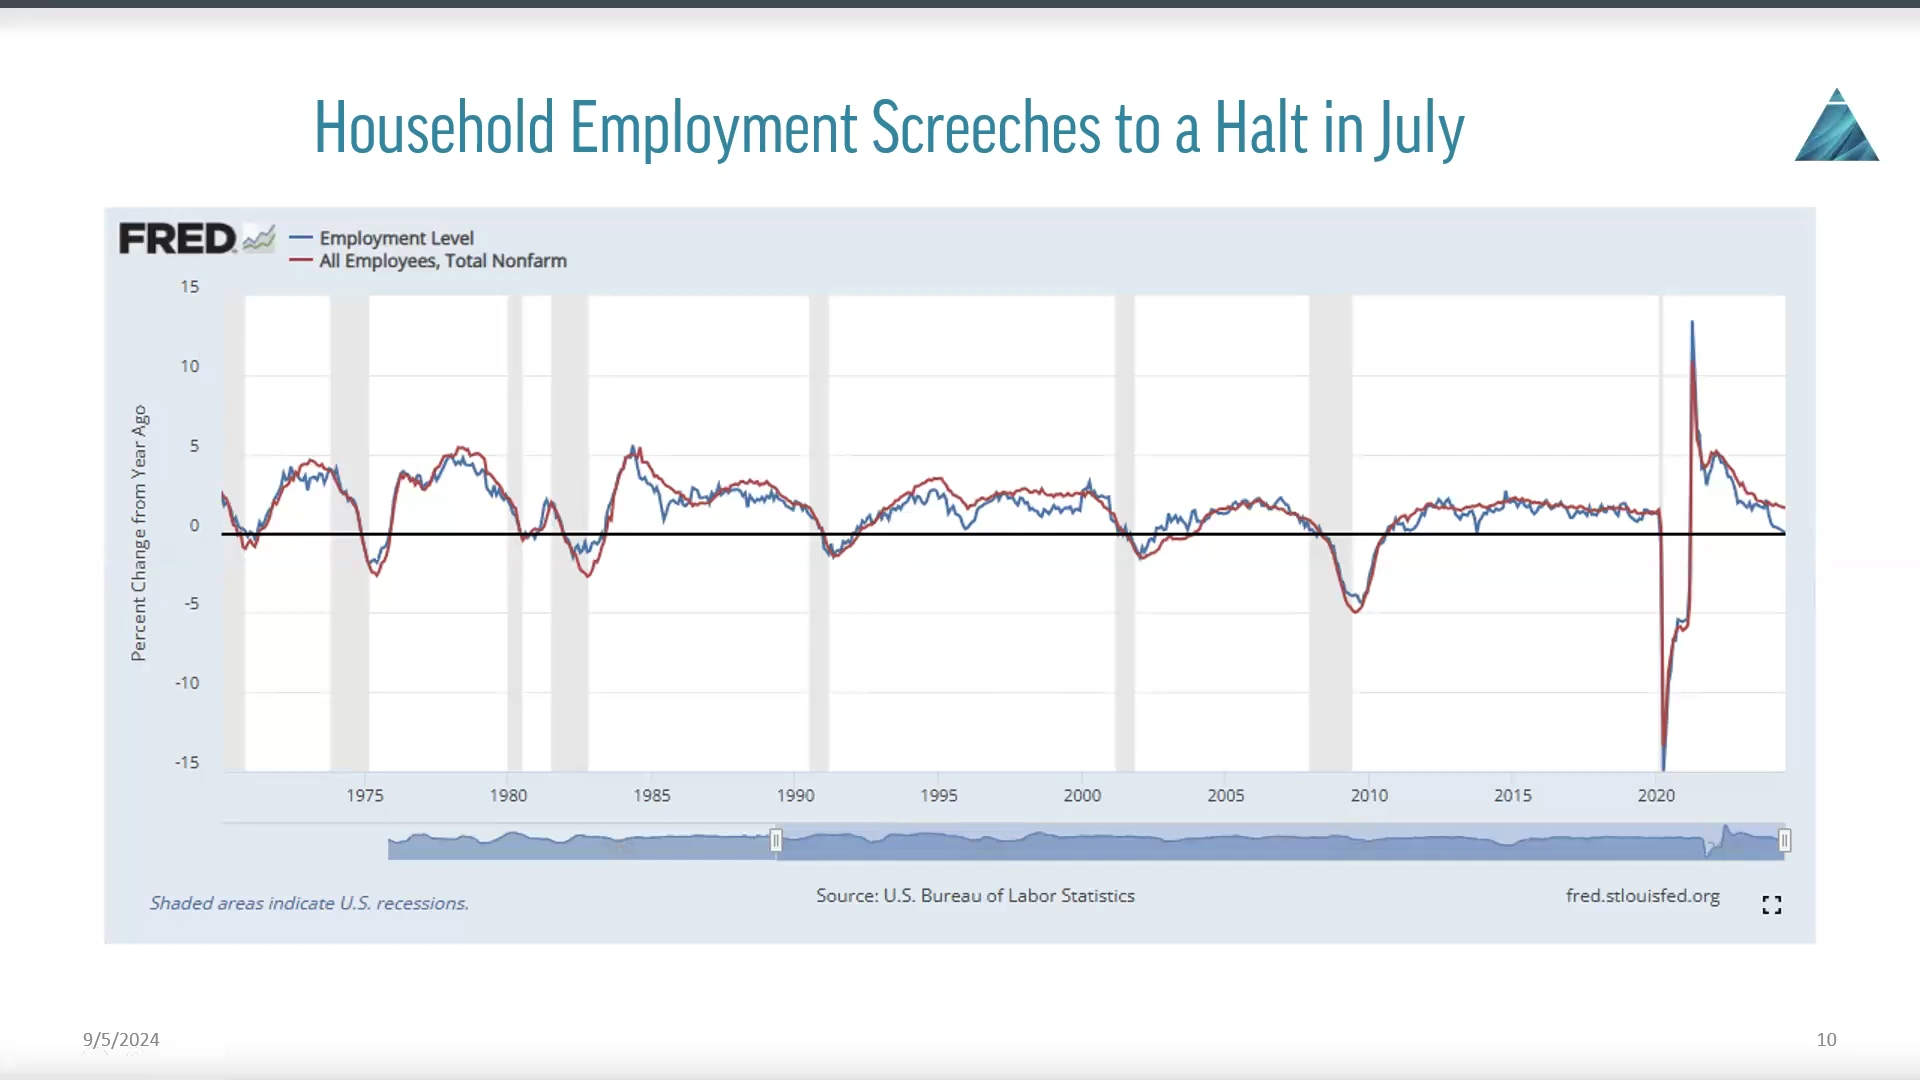 Household Employment Screeches to a Halt in July
FRED
Employment Level
All Employees, Total Nonfarm
Percent Change from Year Ago
15
10
5
0
-5
-10
-15
1975 1980 1985 1990 1995 2000 2005 2010 2015 2020
Shaded areas indicate U.S. recessions.
Source: U.S. Bureau of Labor Statistics
fred.stlouisfed.org
9/5/2024
10